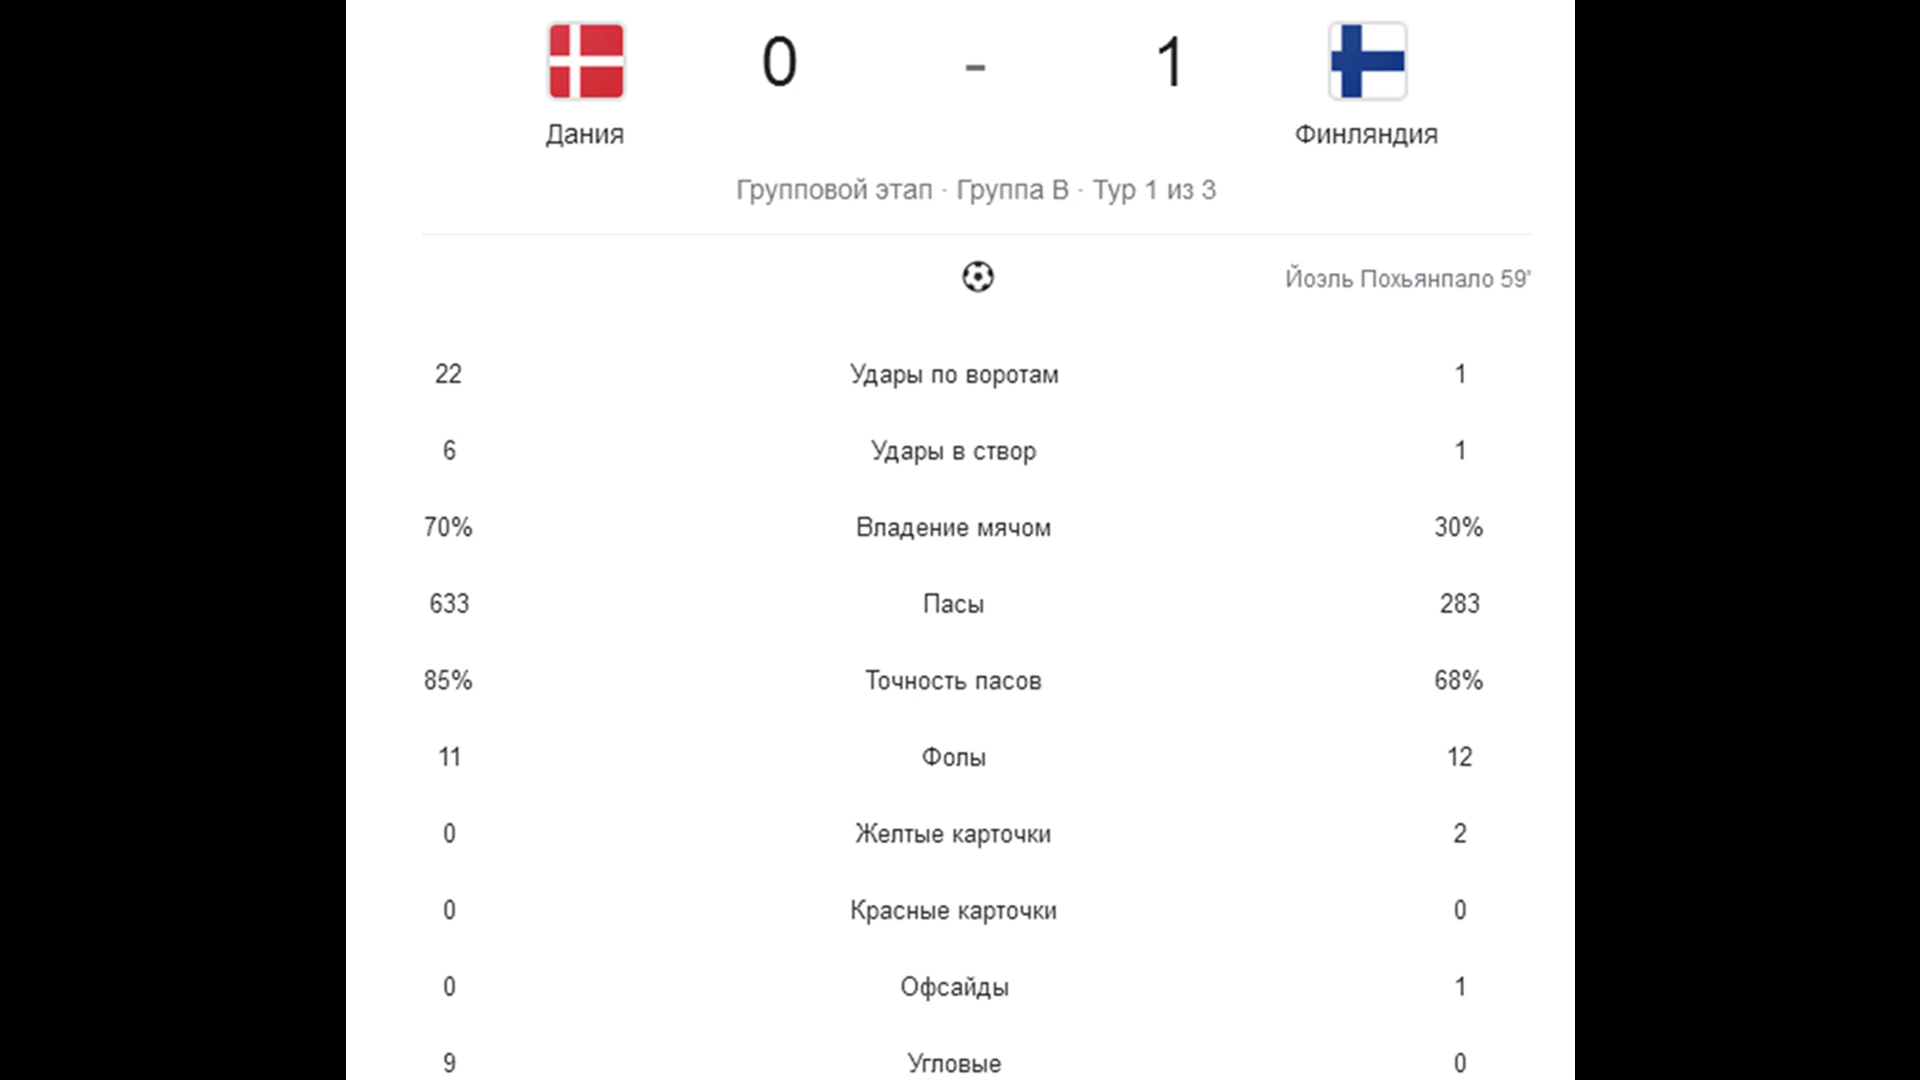 0 - 1
Дания Финляндия
Групповой этап · Группа B · Тур 1 из 3
Йоэль Похьянпало 59'
22 Удары по воротам 1
6 Удары в створ 1
70% Владение мячом 30%
633 Пасы 283
85% Точность пасов 68%
11 Фолы 12
0 Желтые карточки 2
0 Красные карточки 0
0 Офсайды 1
9 Угловые 0